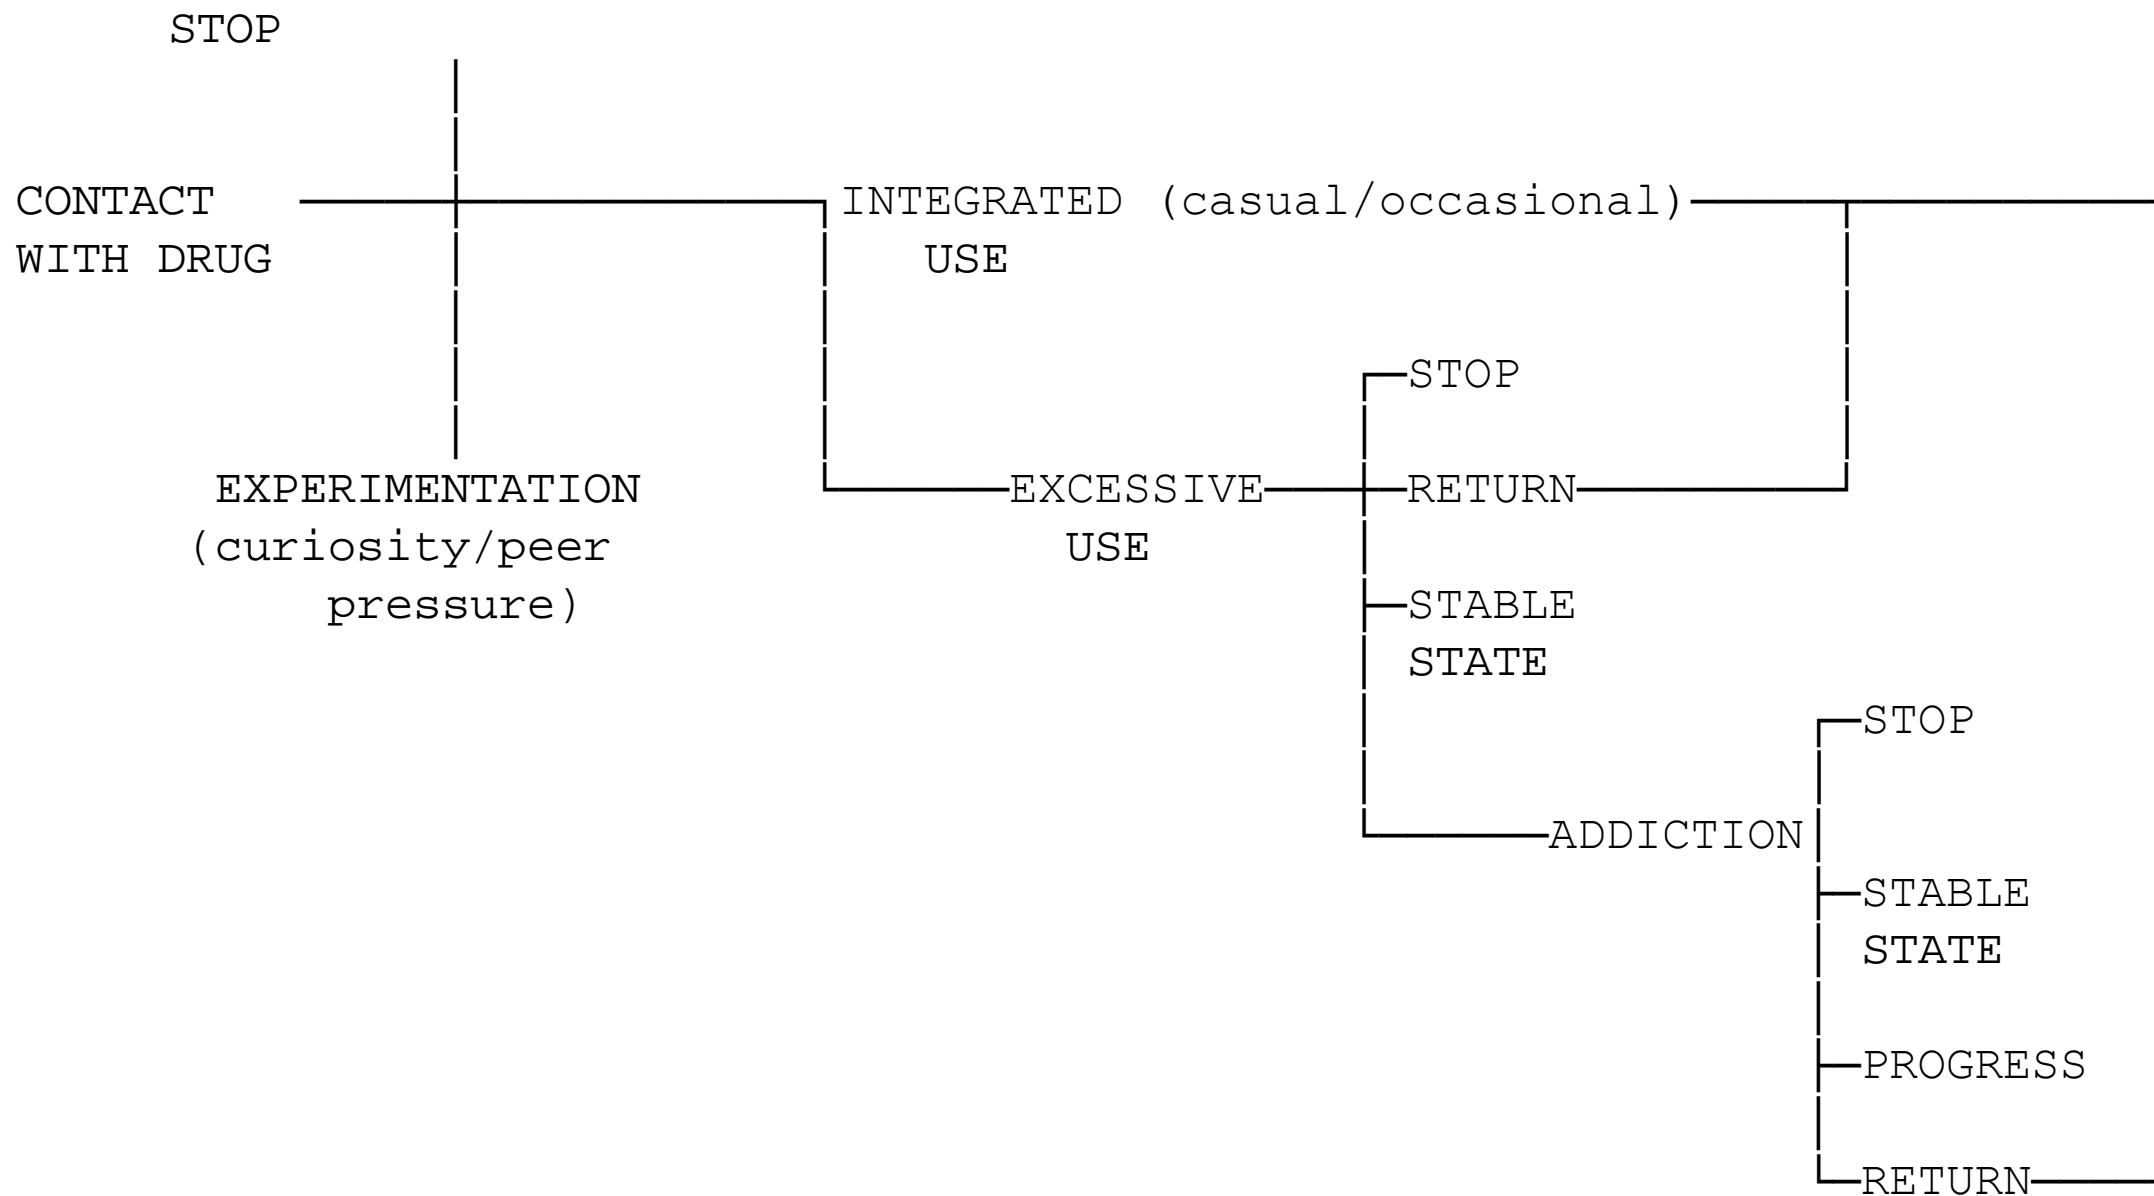 STOP
CONTACT INTEGRATED (casual/occasional)
WITH DRUG USE
STOP
EXPERIMENTATION EXCESSIVE RETURN
(curiosity/peer USE
pressure) STABLE
STATE
STOP
ADDICTION
STABLE
STATE
PROGRESS
RETURN